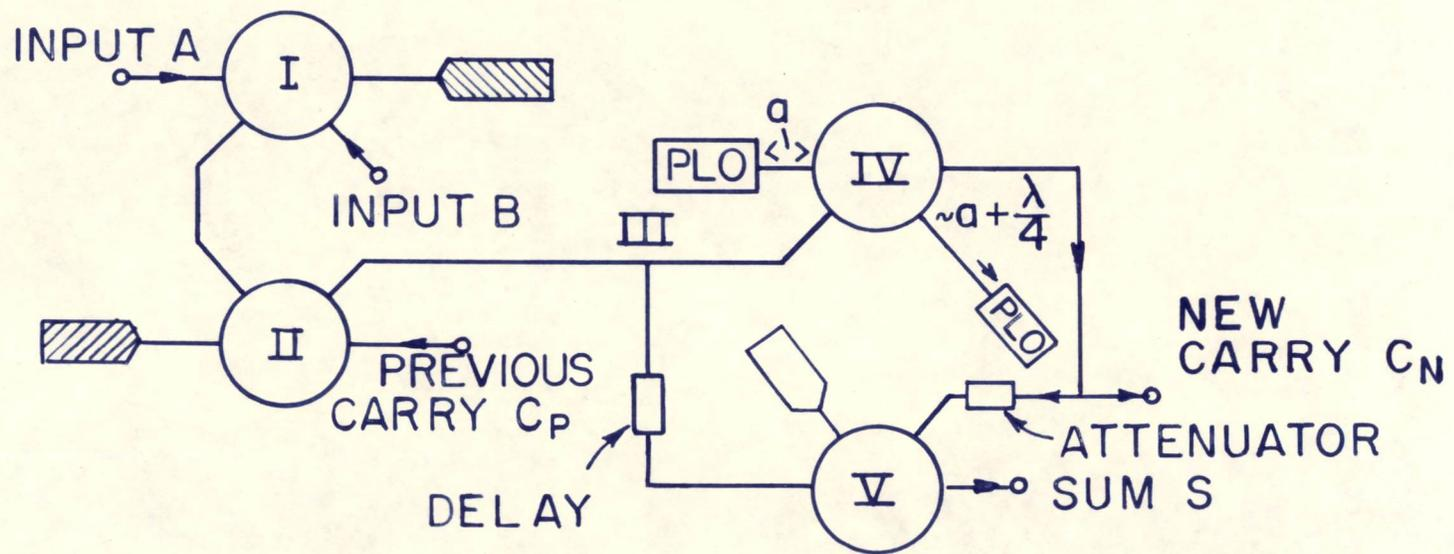 INPUT A
I
INPUT B
PLO
a
IV
~a + λ/4
III
PLO
II
PREVIOUS
CARRY CP
NEW
CARRY CN
ATTENUATOR
DELAY
V
SUM S